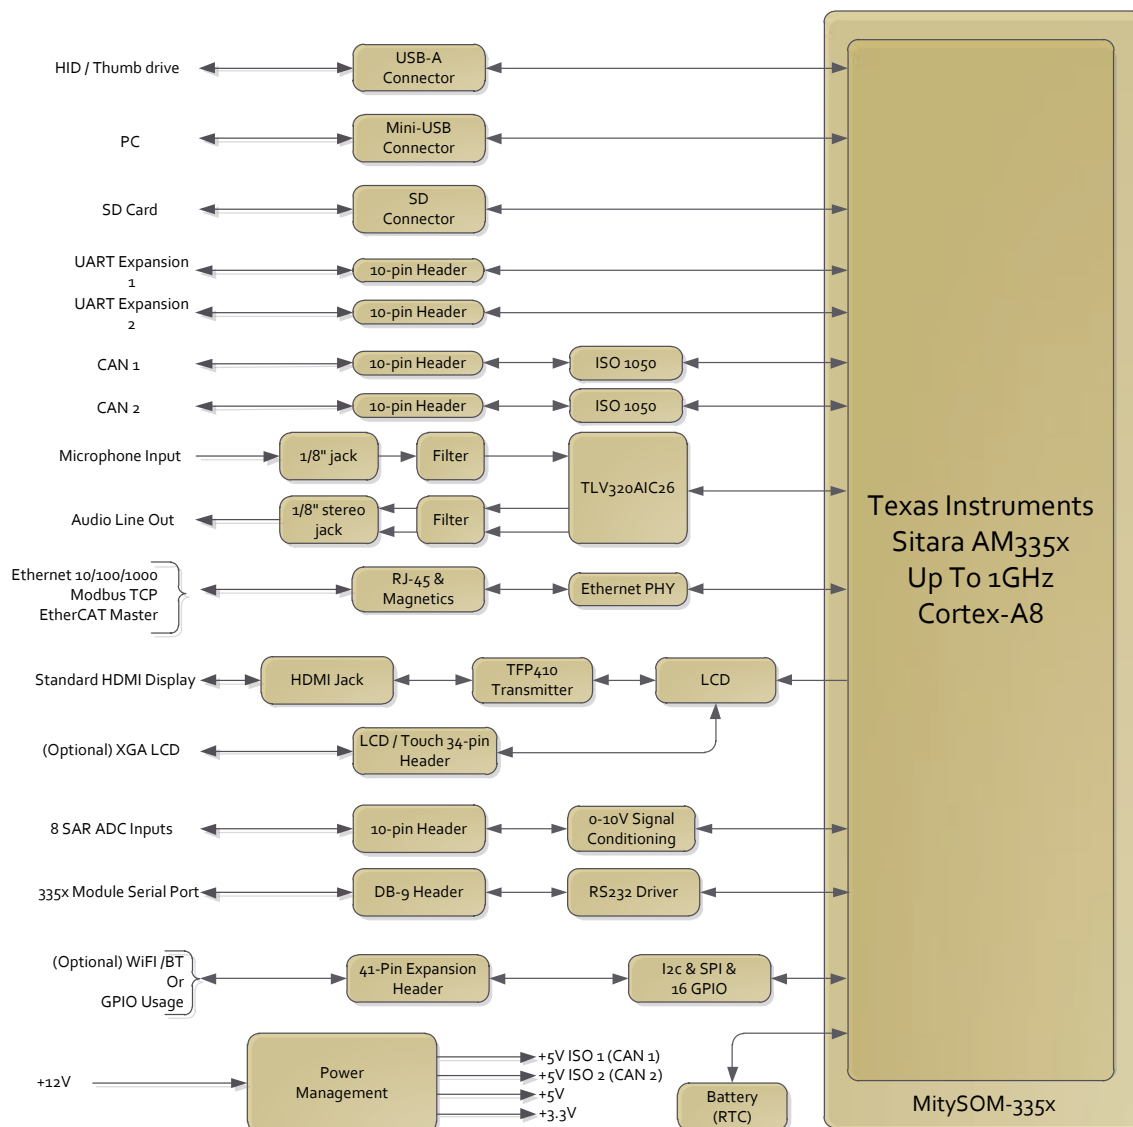 HID / Thumb drive
USB-A
Connector
PC
Mini-USB
Connector
SD Card
SD
Connector
UART Expansion
1
10-pin Header
UART Expansion
2
10-pin Header
CAN 1
10-pin Header
ISO 1050
CAN 2
10-pin Header
ISO 1050
Microphone Input
1/8" jack
Filter
TLV320AIC26
Audio Line Out
1/8" stereo
jack
Filter
Ethernet 10/100/1000
Modbus TCP
EtherCAT Master
RJ-45 &
Magnetics
Ethernet PHY
Standard HDMI Display
HDMI Jack
TFP410
Transmitter
LCD
(Optional) XGA LCD
LCD / Touch 34-pin
Header
8 SAR ADC Inputs
10-pin Header
0-10V Signal
Conditioning
335x Module Serial Port
DB-9 Header
RS232 Driver
(Optional) WiFI /BT
Or
GPIO Usage
41-Pin Expansion
Header
I2c & SPI &
16 GPIO
+12V
Power
Management
+5V ISO 1 (CAN 1)
+5V ISO 2 (CAN 2)
+5V
+3.3V
Battery
(RTC)
Texas Instruments
Sitara AM335x
Up To 1GHz
Cortex-A8
MitySOM-335x